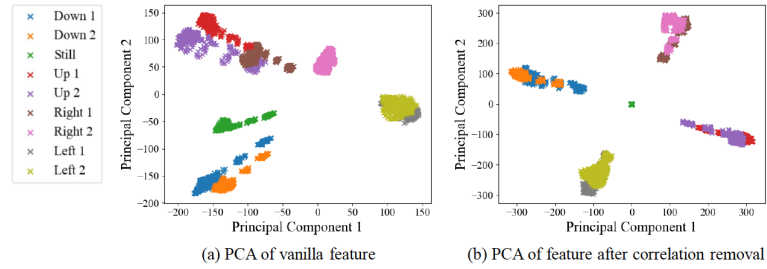 Down 1
Down 2
Still
Up 1
Up 2
Right 1
Right 2
Left 1
Left 2
Principal Component 2
150
100
50
0
−50
−100
−150
−200
−200 −150 −100 −50 0 50 100 150
Principal Component 1
(a) PCA of vanilla feature
Principal Component 2
300
200
100
0
−100
−200
−300
−300 −200 −100 0 100 200 300
Principal Component 1
(b) PCA of feature after correlation removal